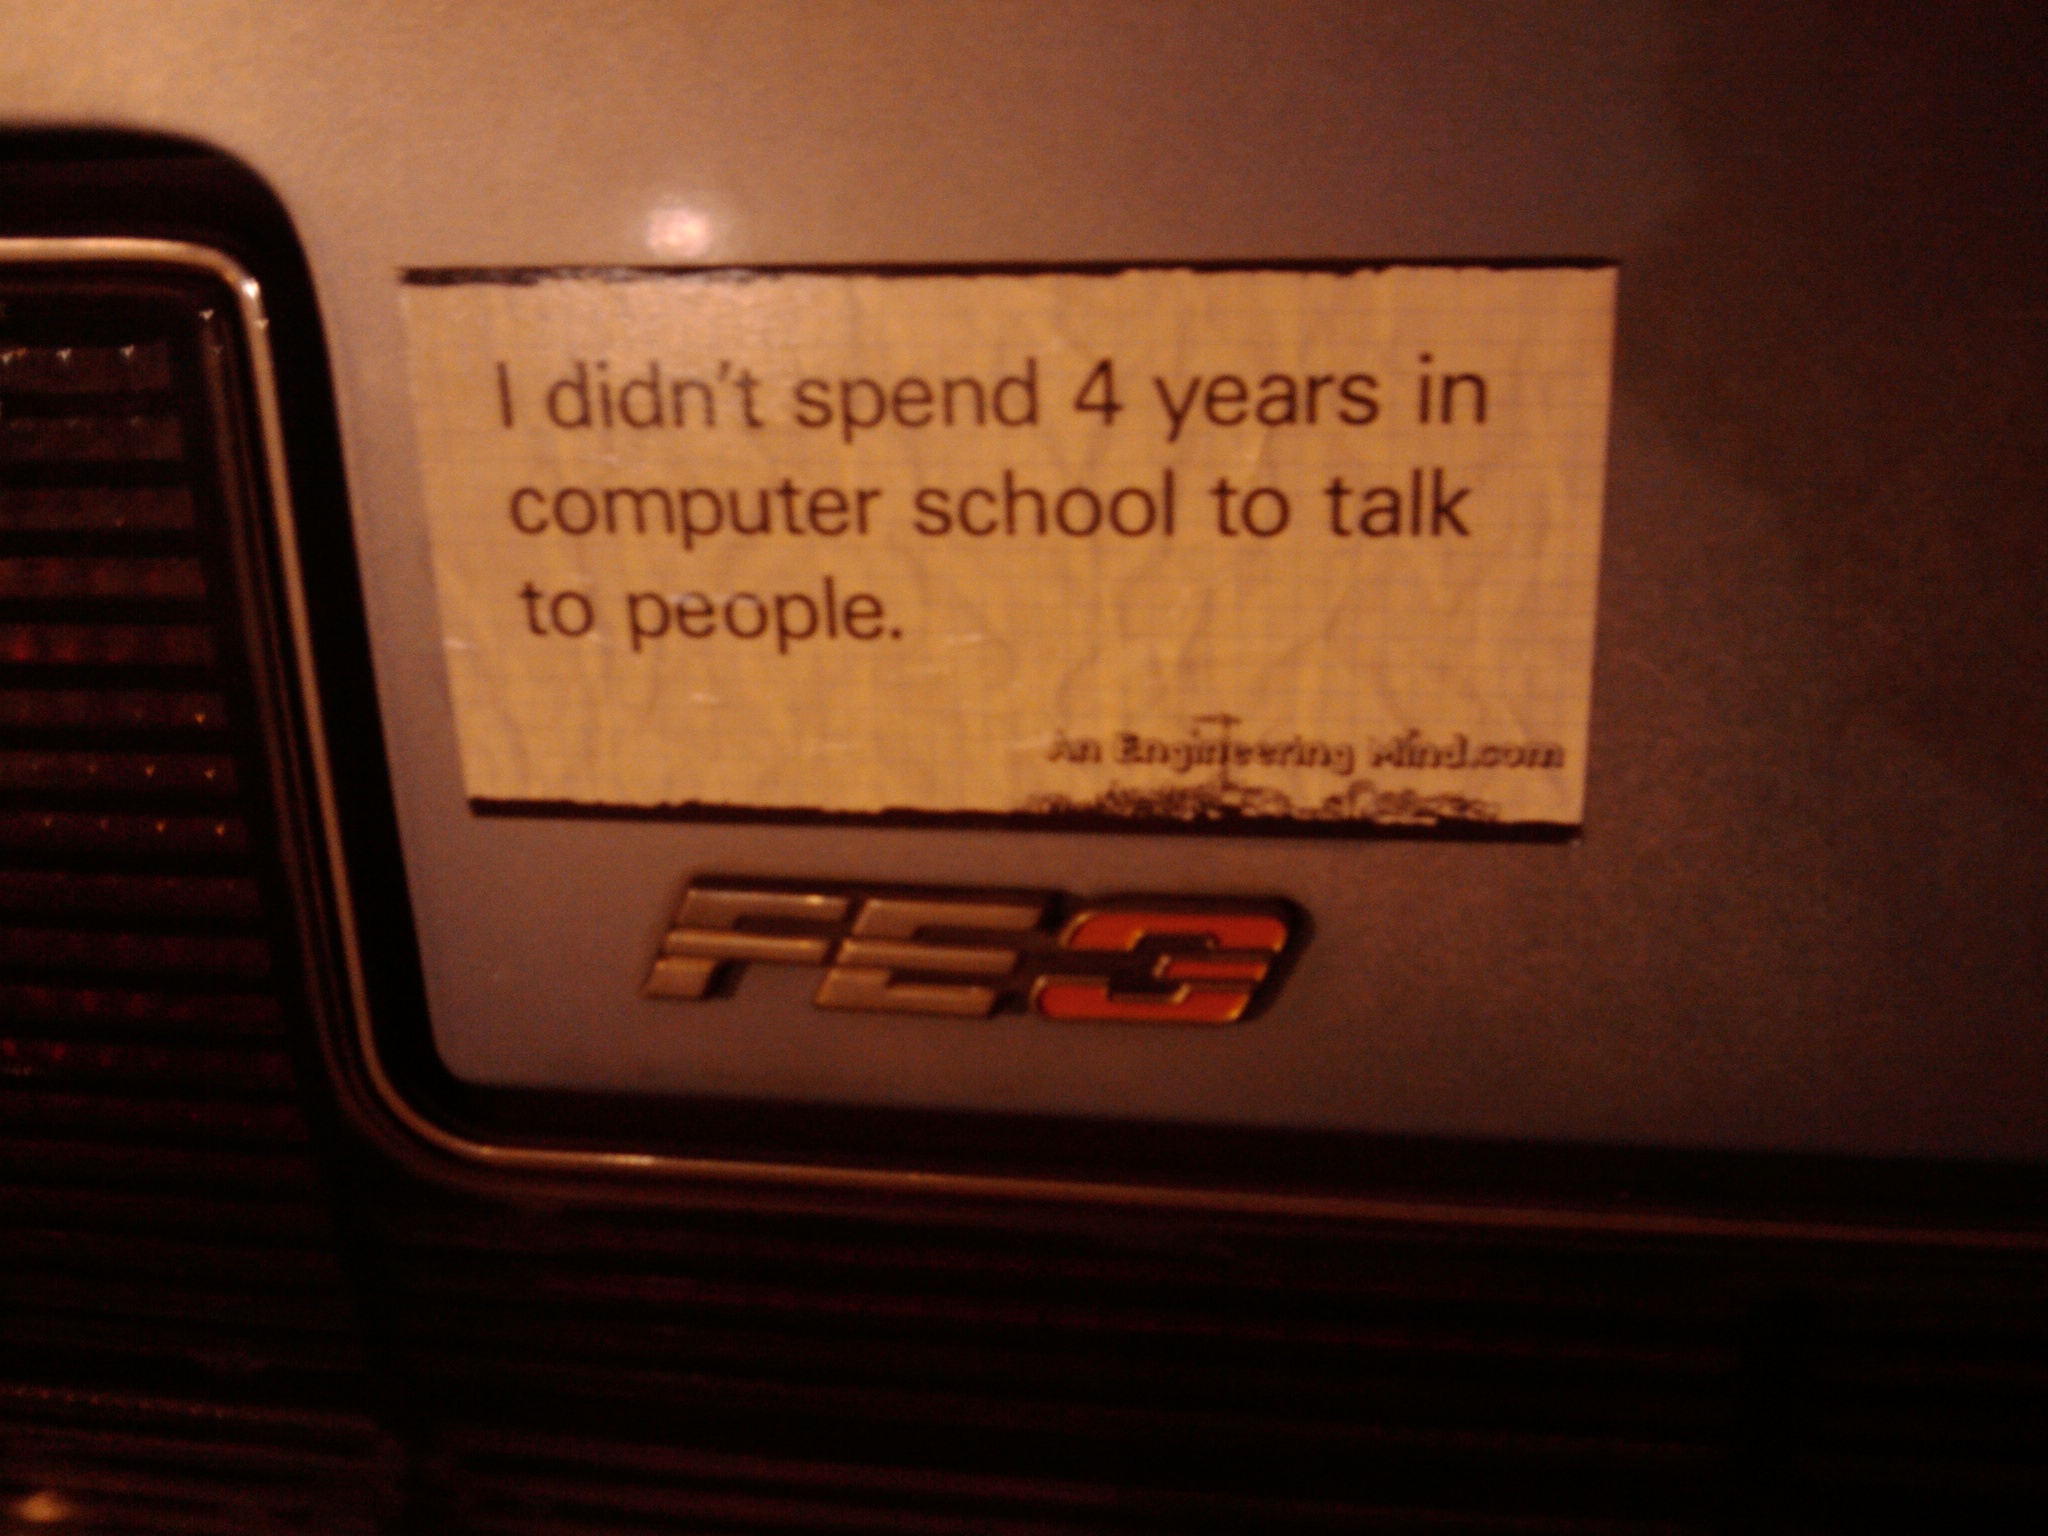 I didn't spend 4 years in
computer school to talk
to people.
An Engineering Mind.com
FE3